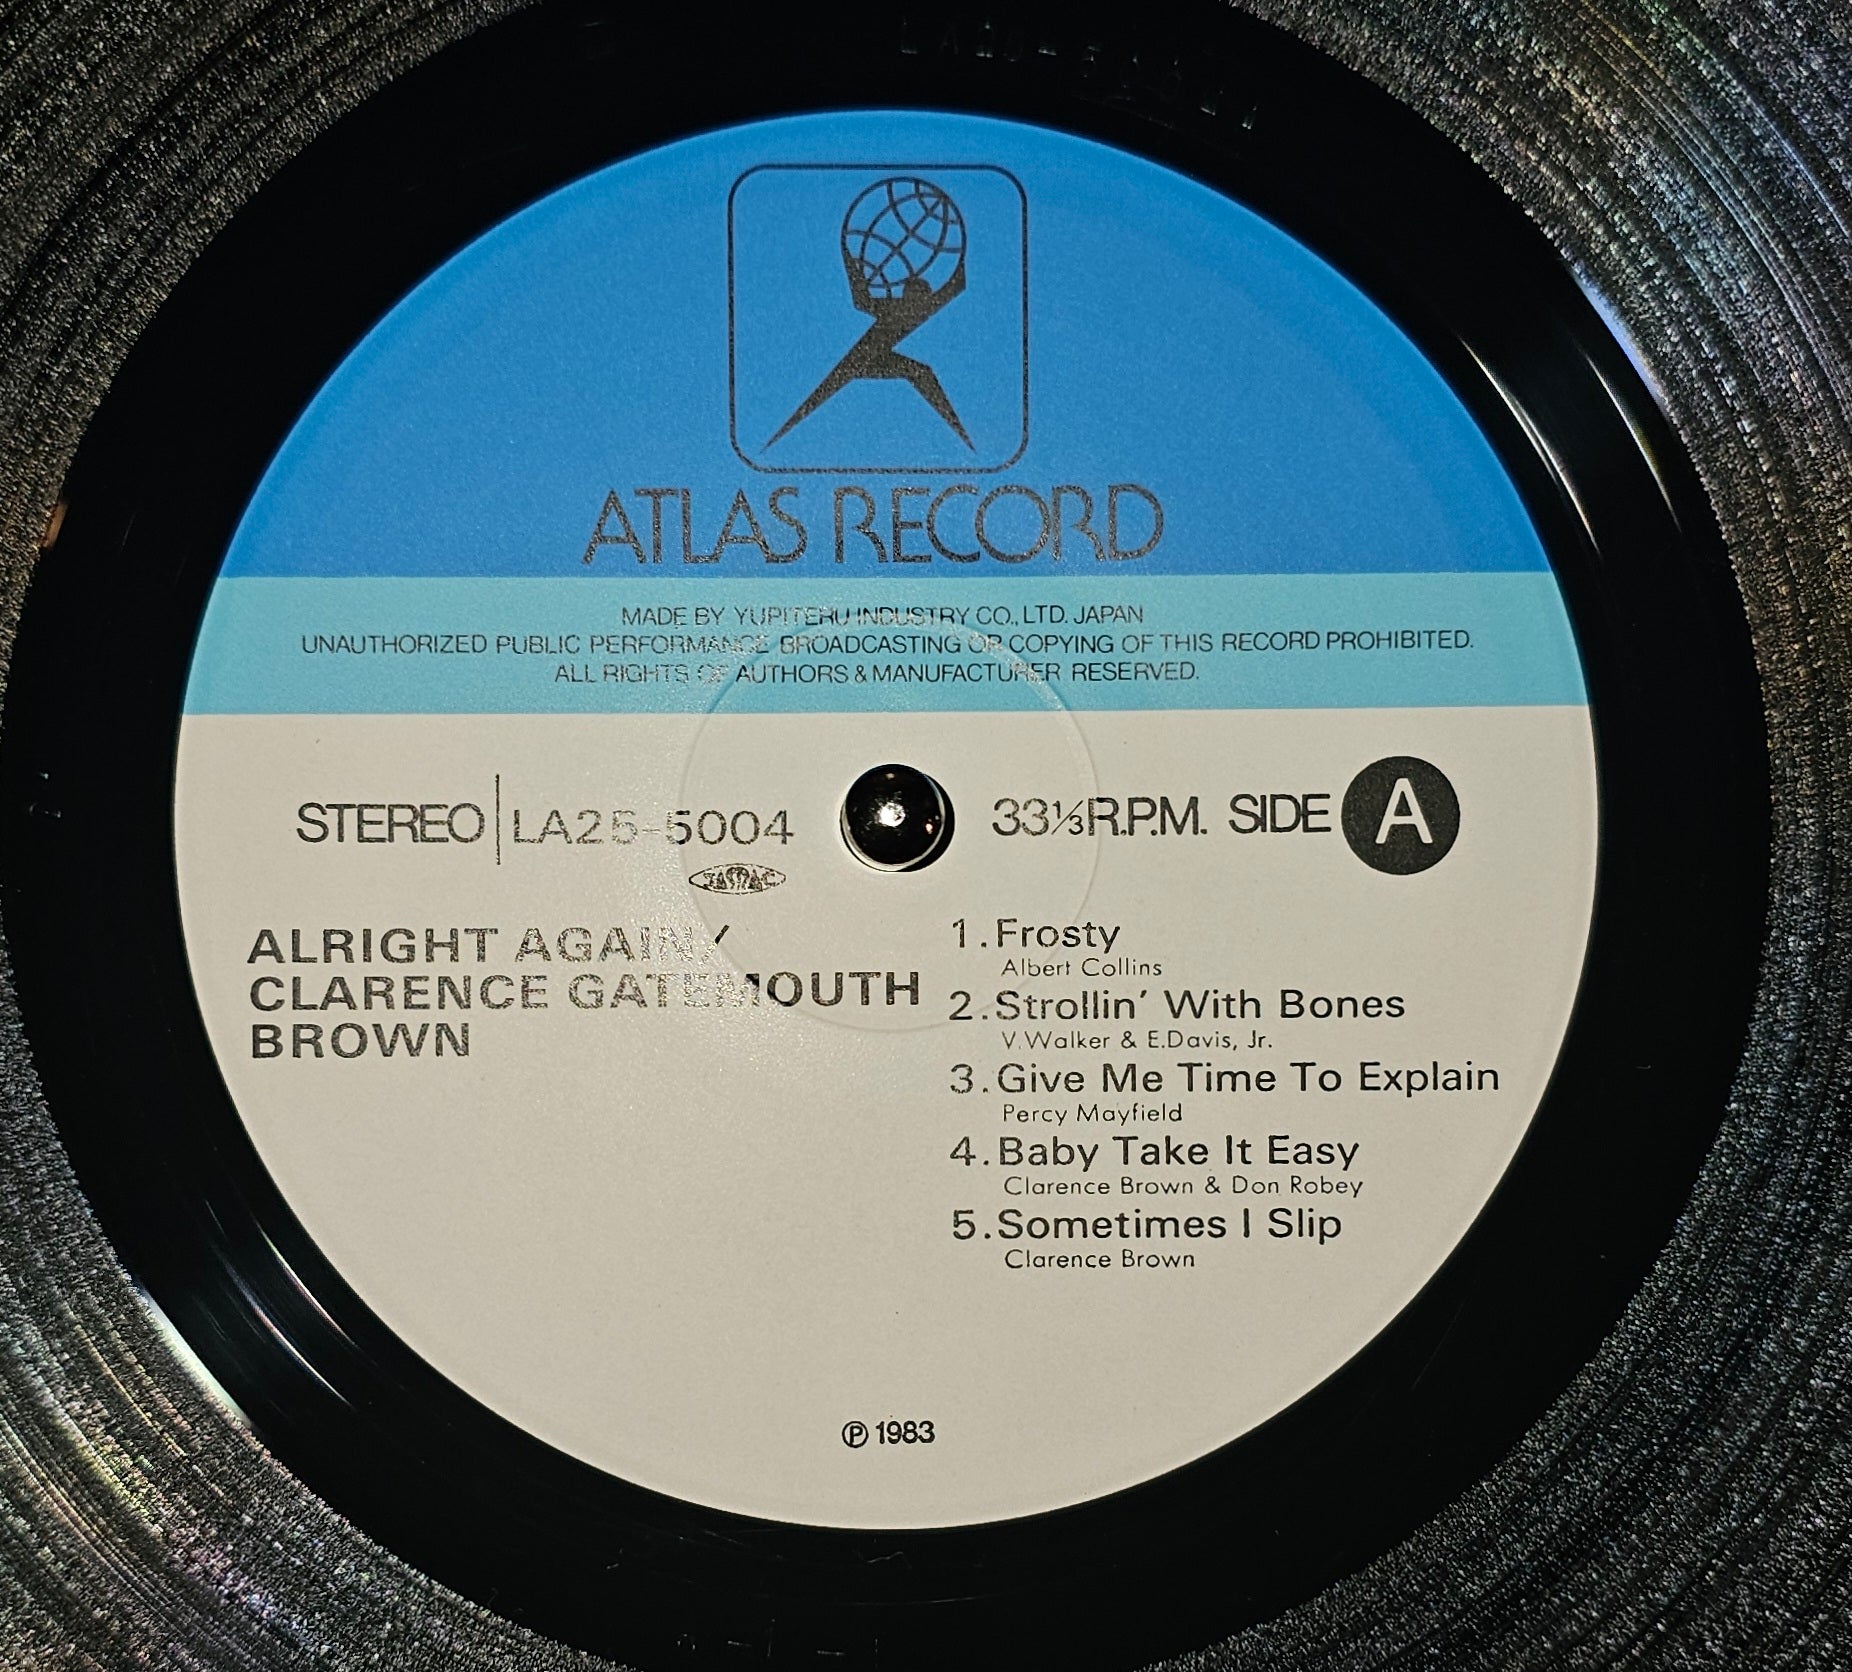 ATLAS RECORD
MADE BY YUPITERU INDUSTRY CO., LTD. JAPAN
UNAUTHORIZED PUBLIC PERFORMANCE BROADCASTING OR COPYING OF THIS RECORD PROHIBITED.
ALL RIGHTS OF AUTHORS & MANUFACTURER RESERVED.
STEREO | LA25-5004
JASRAC
33⅓ R.P.M. SIDE A
ALRIGHT AGAIN/
CLARENCE GATEMOUTH
BROWN
1. Frosty
Albert Collins
2. Strollin' With Bones
V. Walker & E. Davis, Jr.
3. Give Me Time To Explain
Percy Mayfield
4. Baby Take It Easy
Clarence Brown & Don Robey
5. Sometimes I Slip
Clarence Brown
℗ 1983